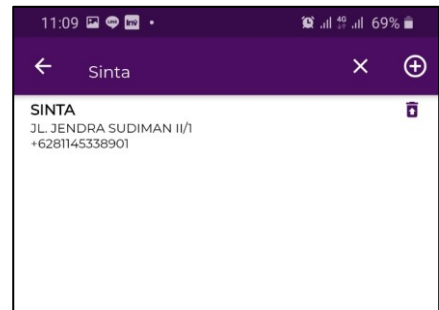 11:09 69%
Sinta
SINTA
JL. JENDRA SUDIMAN II/1
+6281145338901